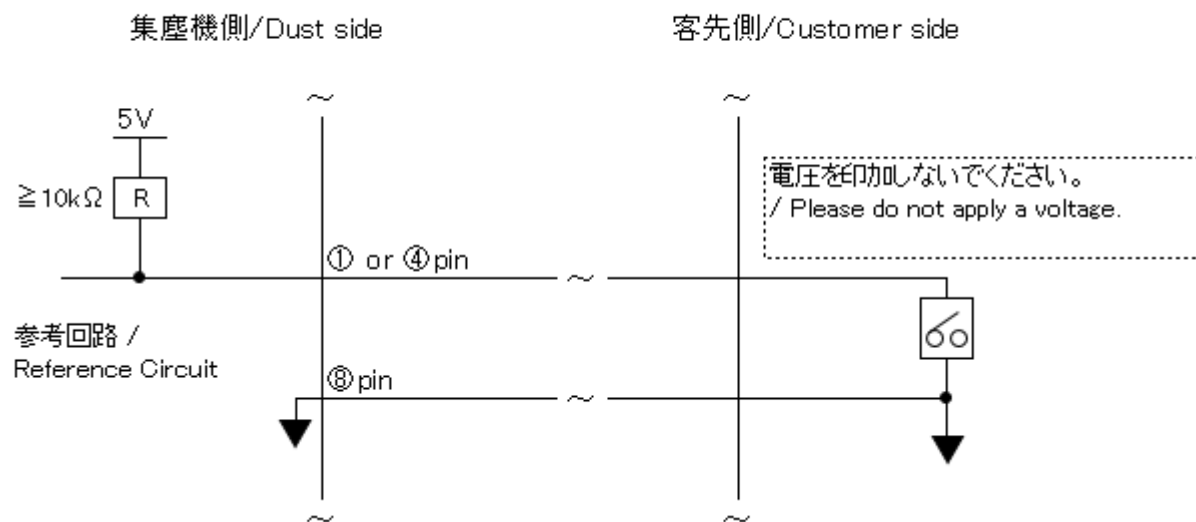 集塵機側/Dust side
客先側/Customer side
5V
≧10kΩ
R
電圧を印加しないでください。
/ Please do not apply a voltage.
① or ④pin
参考回路 /
Reference Circuit
⑧pin